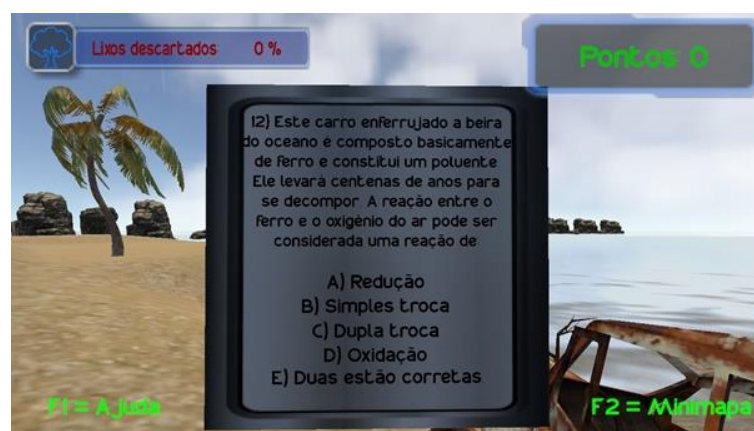 Lixos descartados 0 %
Pontos 0
12) Este carro enferrujado a beira
do oceano é composto basicamente
de ferro e constitui um poluente
Ele levará centenas de anos para
se decompor. A reação entre o
ferro e o oxigênio do ar pode ser
considerada uma reação de
A) Redução
B) Simples troca
C) Dupla troca
D) Oxidação
E) Duas estão corretas
F1 = Ajuda
F2 = Minimapa